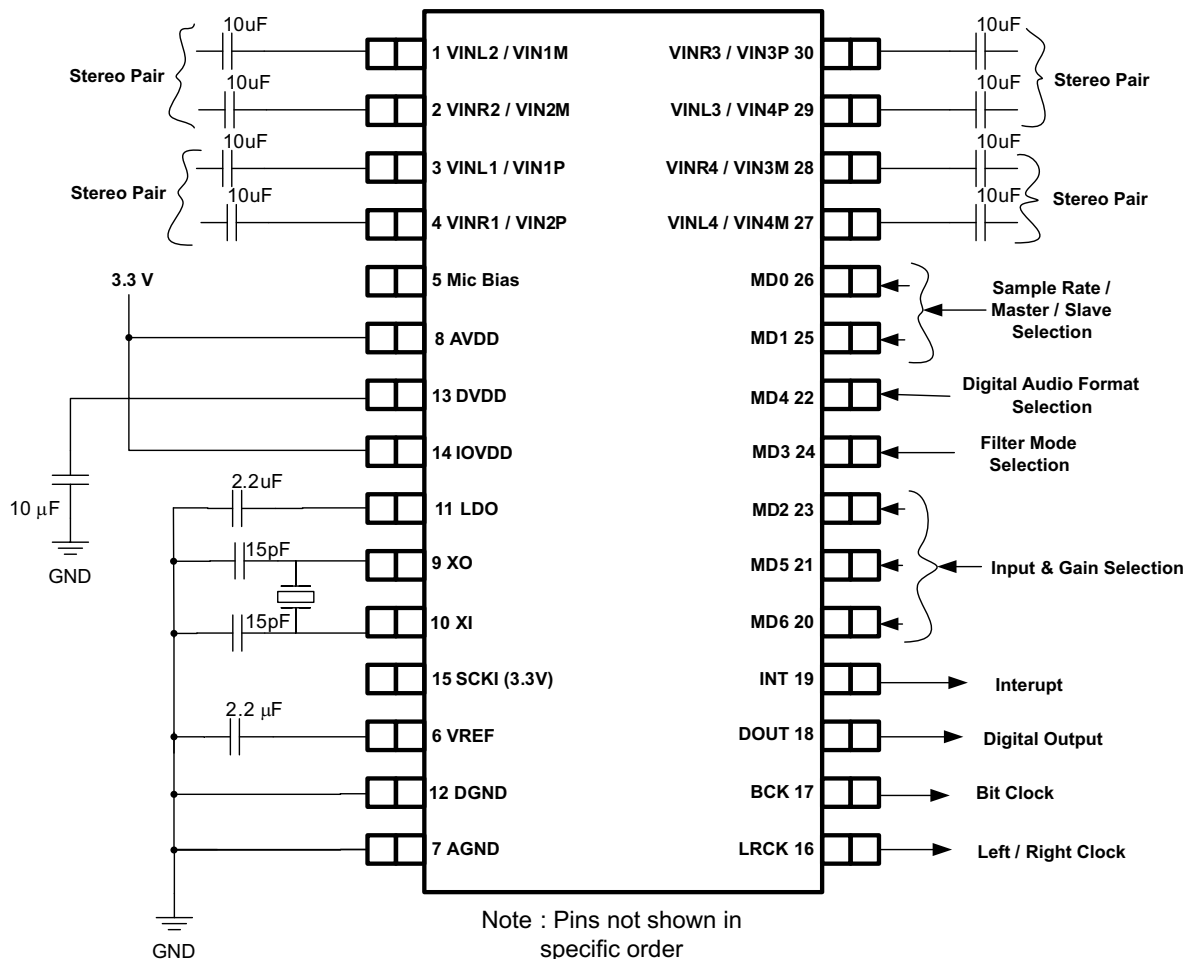 10uF
1 VINL2 / VIN1M
VINR3 / VIN3P 30
10uF
Stereo Pair
Stereo Pair
10uF
2 VINR2 / VIN2M
VINL3 / VIN4P 29
10uF
10uF
3 VINL1 / VIN1P
VINR4 / VIN3M 28
10uF
Stereo Pair
Stereo Pair
10uF
4 VINR1 / VIN2P
VINL4 / VIN4M 27
10uF
3.3 V
5 Mic Bias
MD0 26
Sample Rate /
Master / Slave
Selection
8 AVDD
MD1 25
13 DVDD
MD4 22
Digital Audio Format
Selection
14 IOVDD
MD3 24
Filter Mode
Selection
10 μF
GND
2.2uF
11 LDO
MD2 23
15pF
9 XO
MD5 21
Input & Gain Selection
15pF
10 XI
MD6 20
15 SCKI (3.3V)
INT 19
Interupt
2.2 μF
6 VREF
DOUT 18
Digital Output
12 DGND
BCK 17
Bit Clock
7 AGND
LRCK 16
Left / Right Clock
GND
Note : Pins not shown in
specific order